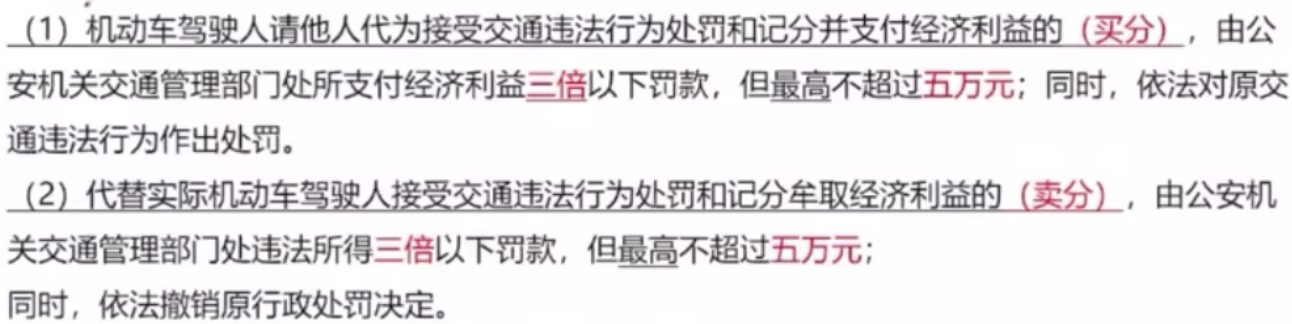 （1）机动车驾驶人请他人代为接受交通违法行为处罚和记分并支付经济利益的（买分），由公
安机关交通管理部门处所支付经济利益三倍以下罚款，但最高不超过五万元；同时，依法对原交
通违法行为作出处罚。
（2）代替实际机动车驾驶人接受交通违法行为处罚和记分牟取经济利益的（卖分），由公安机
关交通管理部门处违法所得三倍以下罚款，但最高不超过五万元；
同时，依法撤销原行政处罚决定。